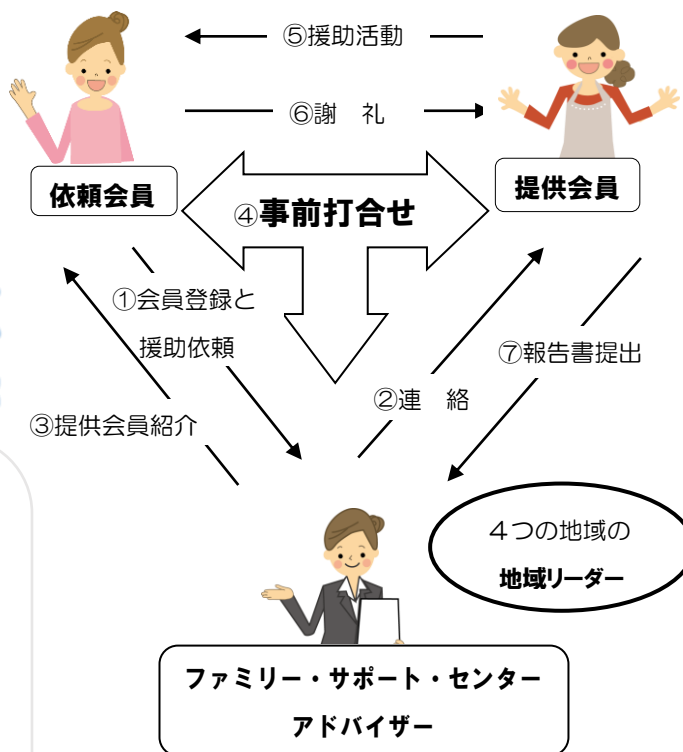 ⑤援助活動
⑥謝　礼
依頼会員
提供会員
④事前打合せ
①会員登録と
援助依頼
⑦報告書提出
②連　絡
③提供会員紹介
４つの地域の
地域リーダー
ファミリー・サポート・センター
アドバイザー